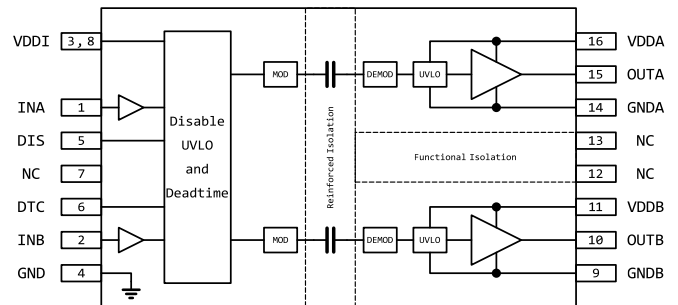 VDDI 3,8
INA 1
DIS 5
NC 7
DTC 6
INB 2
GND 4
Disable
UVLO
and
Deadtime
MOD
MOD
Reinforced Isolation
DEMOD
UVLO
Functional Isolation
DEMOD
UVLO
16 VDDA
15 OUTA
14 GNDA
13 NC
12 NC
11 VDDB
10 OUTB
9 GNDB